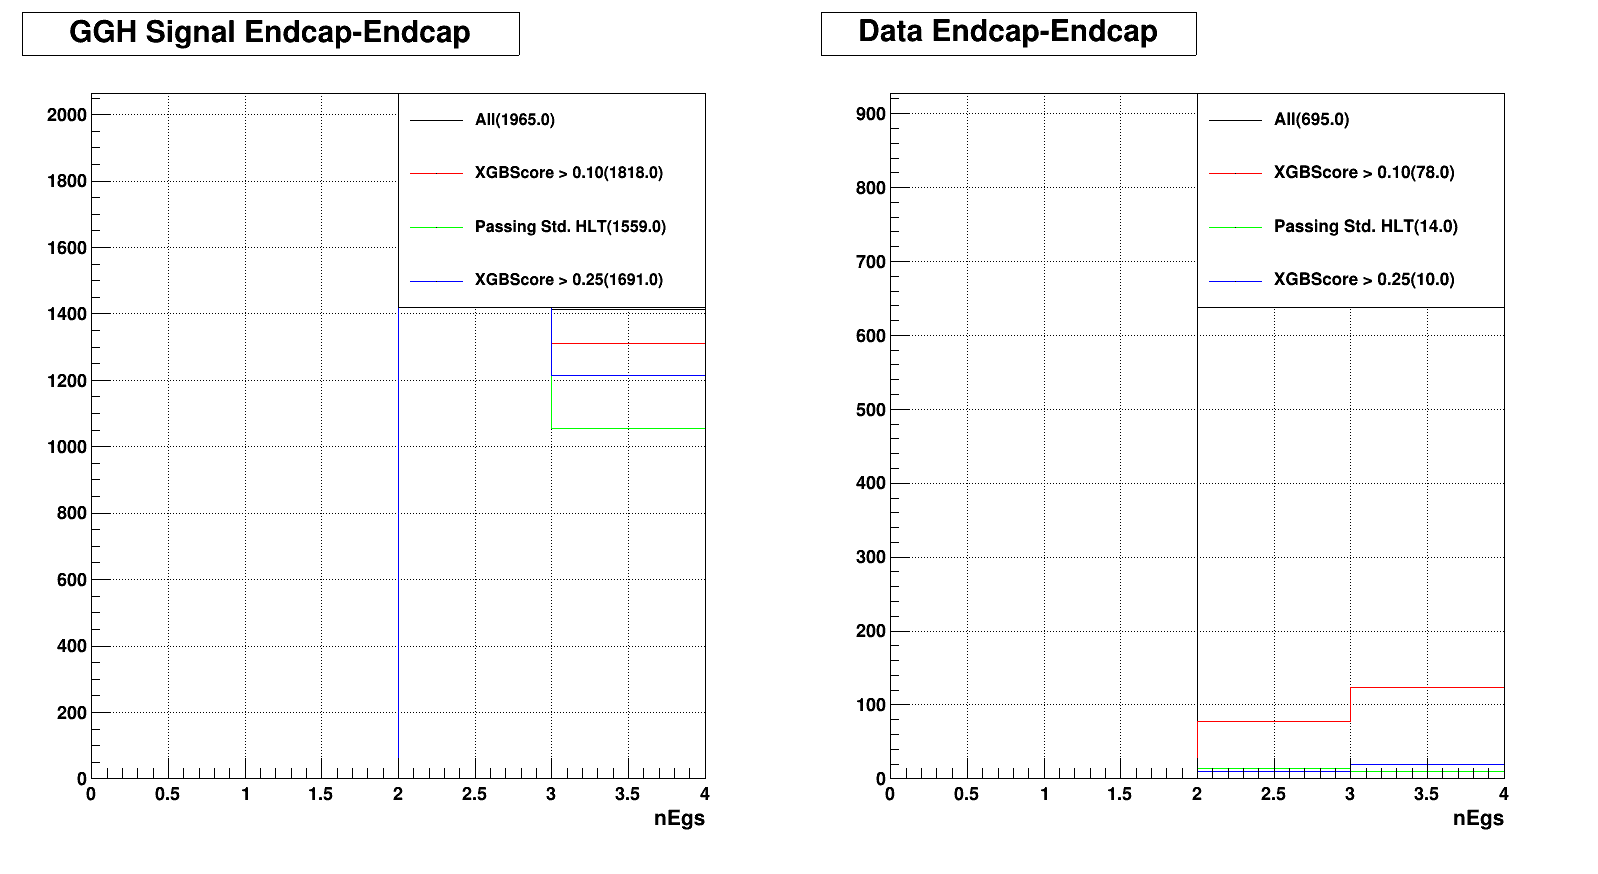 GGH Signal Endcap-Endcap
2000
1800
1600
1400
1200
1000
800
600
400
200
0
0 0.5 1 1.5 2 2.5 3 3.5 4
nEgs
All(1965.0)
XGBScore > 0.10(1818.0)
Passing Std. HLT(1559.0)
XGBScore > 0.25(1691.0)
Data Endcap-Endcap
900
800
700
600
500
400
300
200
100
0
0 0.5 1 1.5 2 2.5 3 3.5 4
nEgs
All(695.0)
XGBScore > 0.10(78.0)
Passing Std. HLT(14.0)
XGBScore > 0.25(10.0)